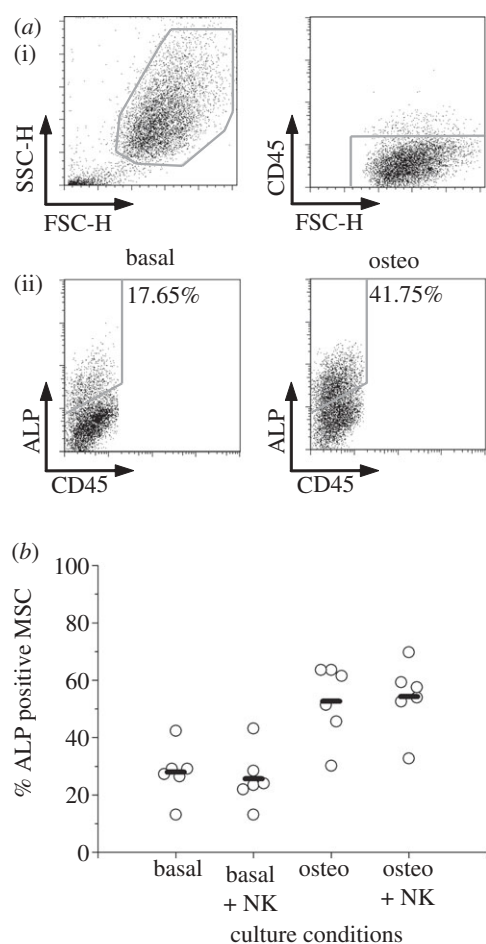 (a)
(i)
SSC-H
FSC-H
CD45
FSC-H
basal
osteo
(ii)
17.65%
41.75%
ALP
CD45
ALP
CD45
(b)
% ALP positive MSC
100
80
60
40
20
0
basal
basal
+ NK
osteo
osteo
+ NK
culture conditions